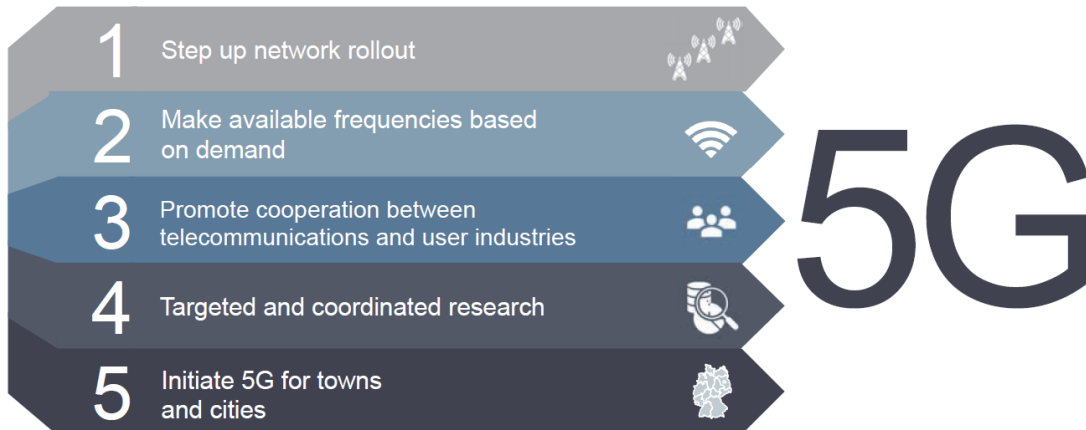 1
Step up network rollout
2
Make available frequencies based
on demand
3
Promote cooperation between
telecommunications and user industries
4
Targeted and coordinated research
5
Initiate 5G for towns
and cities
5G